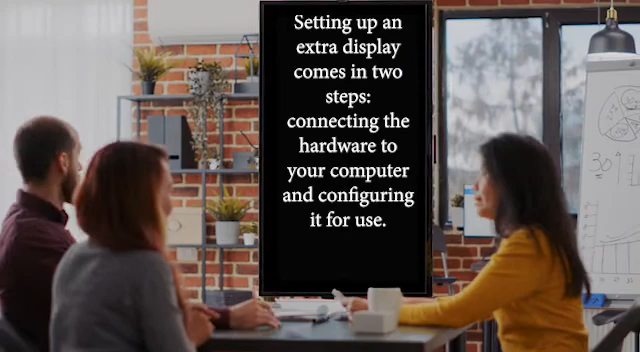 Setting up an
extra display
comes in two
steps:
connecting the
hardware to
your computer
and configuring
it for use.
30